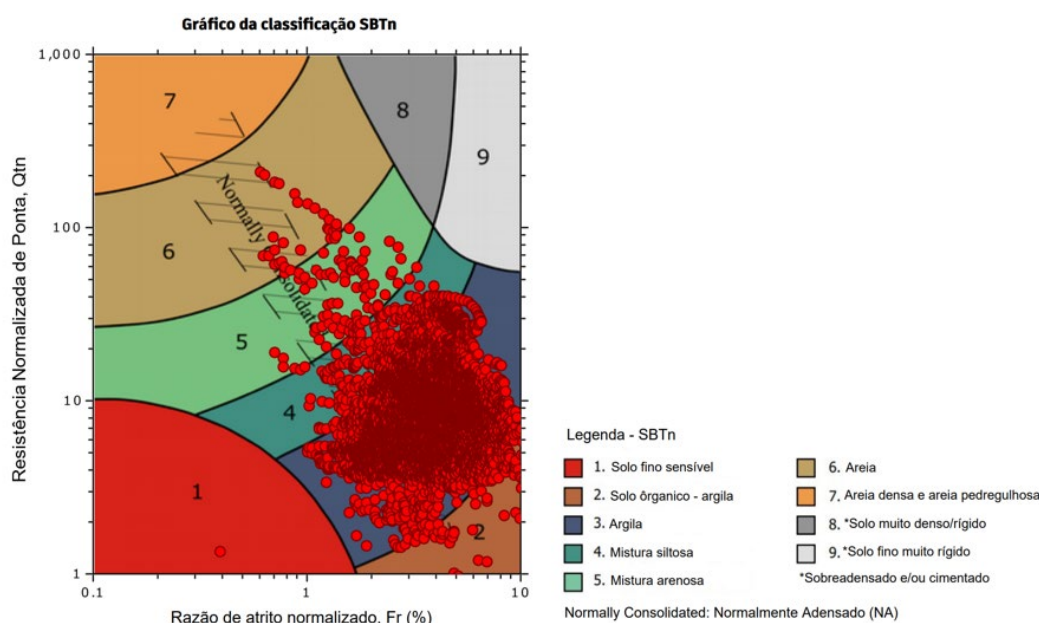 Gráfico da classificação SBTn
1,000
100
10
1
Resistência Normalizada de Ponta, Qtn
7
8
9
6
5
4
1
2
Normally
0.1
1
10
Razão de atrito normalizado, Fr (%)
Legenda - SBTn
1. Solo fino sensível
2. Solo ôrganico - argila
3. Argila
4. Mistura siltosa
5. Mistura arenosa
6. Areia
7. Areia densa e areia pedregulhosa
8. *Solo muito denso/rígido
9. *Solo fino muito rígido
*Sobreadensado e/ou cimentado
Normally Consolidated: Normalmente Adensado (NA)